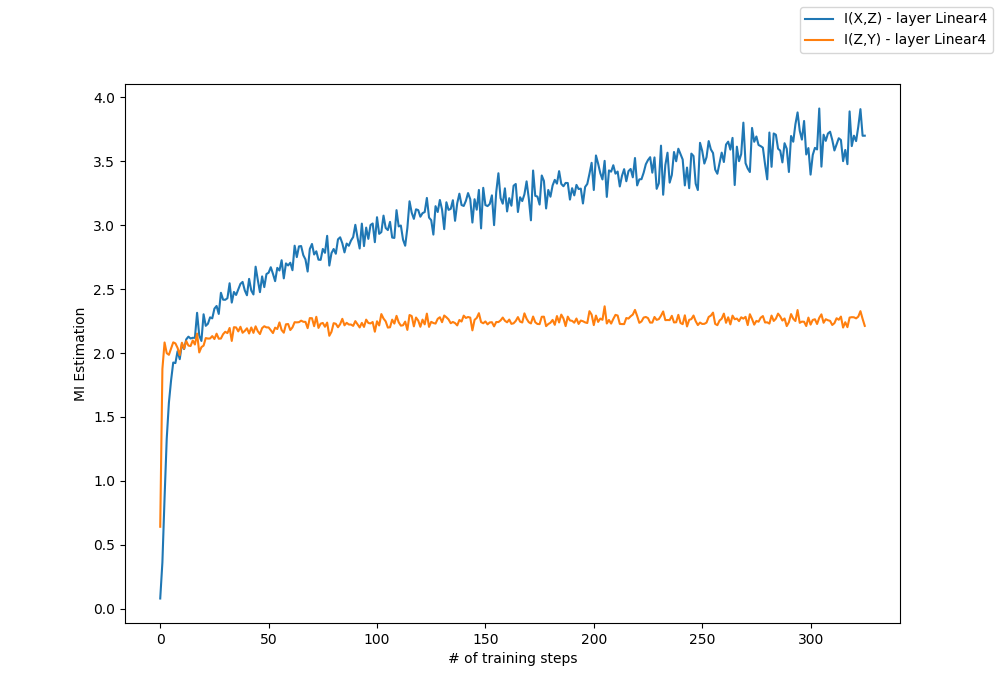 I(X,Z) - layer Linear4
I(Z,Y) - layer Linear4
4.0
3.5
3.0
2.5
2.0
1.5
1.0
0.5
0.0
MI Estimation
0 50 100 150 200 250 300
# of training steps